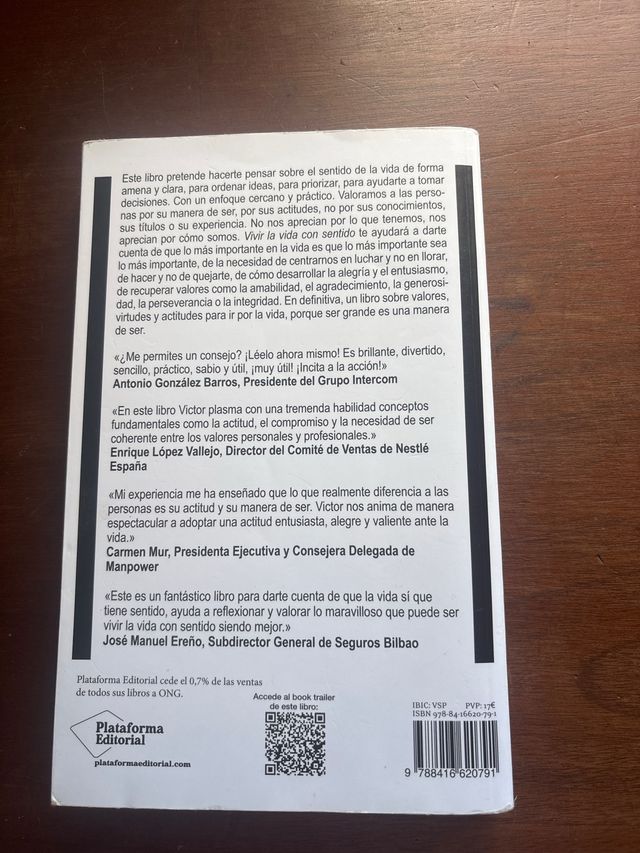 Este libro pretende hacerte pensar sobre el sentido de la vida de forma
amena y clara, para ordenar ideas, para priorizar, para ayudarte a tomar
decisiones. Con un enfoque cercano y práctico. Valoramos a las perso-
nas por su manera de ser, por sus actitudes, no por sus conocimientos,
sus títulos o su experiencia. No nos aprecian por lo que tenemos, nos
aprecian por cómo somos. Vivir la vida con sentido te ayudará a darte
cuenta de que lo más importante en la vida es que lo más importante sea
lo más importante, de la necesidad de centrarnos en luchar y no en llorar,
de hacer y no de quejarte, de cómo desarrollar la alegría y el entusiasmo,
de recuperar valores como la amabilidad, el agradecimiento, la generosi-
dad, la perseverancia o la integridad. En definitiva, un libro sobre valores,
virtudes y actitudes para ir por la vida, porque ser grande es una manera
de ser.
«¿Me permites un consejo? ¡Léelo ahora mismo! Es brillante, divertido,
sencillo, práctico, sabio y útil, ¡muy útil! ¡Incita a la acción!»
Antonio González Barros, Presidente del Grupo Intercom
«En este libro Victor plasma con una tremenda habilidad conceptos
fundamentales como la actitud, el compromiso y la necesidad de ser
coherente entre los valores personales y profesionales.»
Enrique López Vallejo, Director del Comité de Ventas de Nestlé
España
«Mi experiencia me ha enseñado que lo que realmente diferencia a las
personas es su actitud y su manera de ser. Victor nos anima de manera
espectacular a adoptar una actitud entusiasta, alegre y valiente ante la
vida.»
Carmen Mur, Presidenta Ejecutiva y Consejera Delegada de
Manpower
«Este es un fantástico libro para darte cuenta de que la vida sí que
tiene sentido, ayuda a reflexionar y valorar lo maravilloso que puede ser
vivir la vida con sentido siendo mejor.»
José Manuel Ereño, Subdirector General de Seguros Bilbao
Plataforma Editorial cede el 0,7% de las ventas
de todos sus libros a ONG.
Plataforma
Editorial
plataformaeditorial.com
Accede al book trailer
de este libro:
IBIC: VSP PVP: 17€
ISBN 978-84-16620-79-1
9 788416 620791